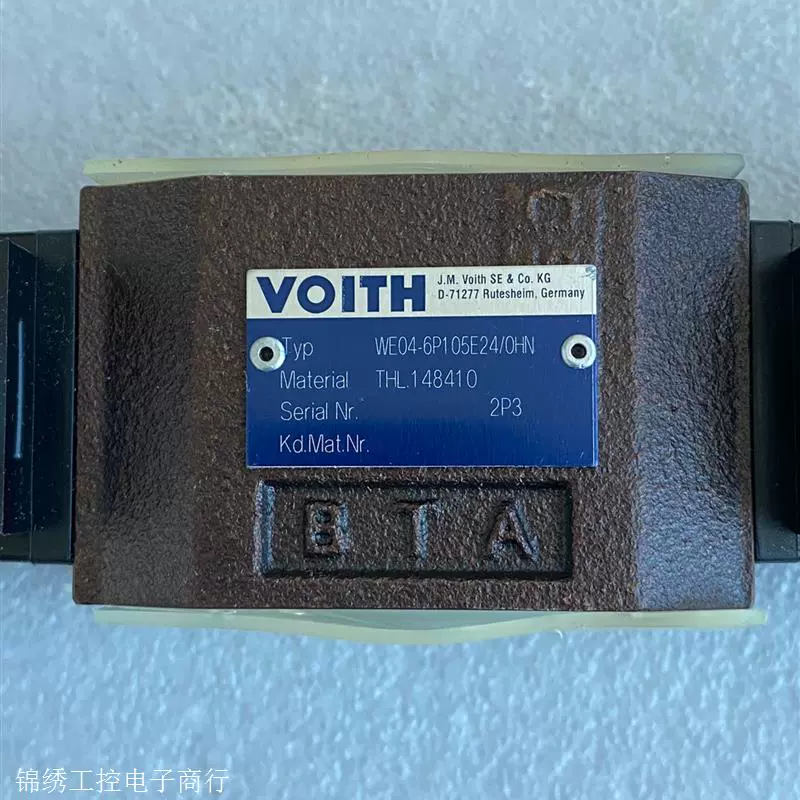 VOITH
J.M. Voith SE & Co. KG
D-71277 Rutesheim, Germany
Typ WE04-6P105E24/0HN
Material THL.148410
Serial Nr. 2P3
Kd.Mat.Nr.
B T A
锦绣工控电子商行